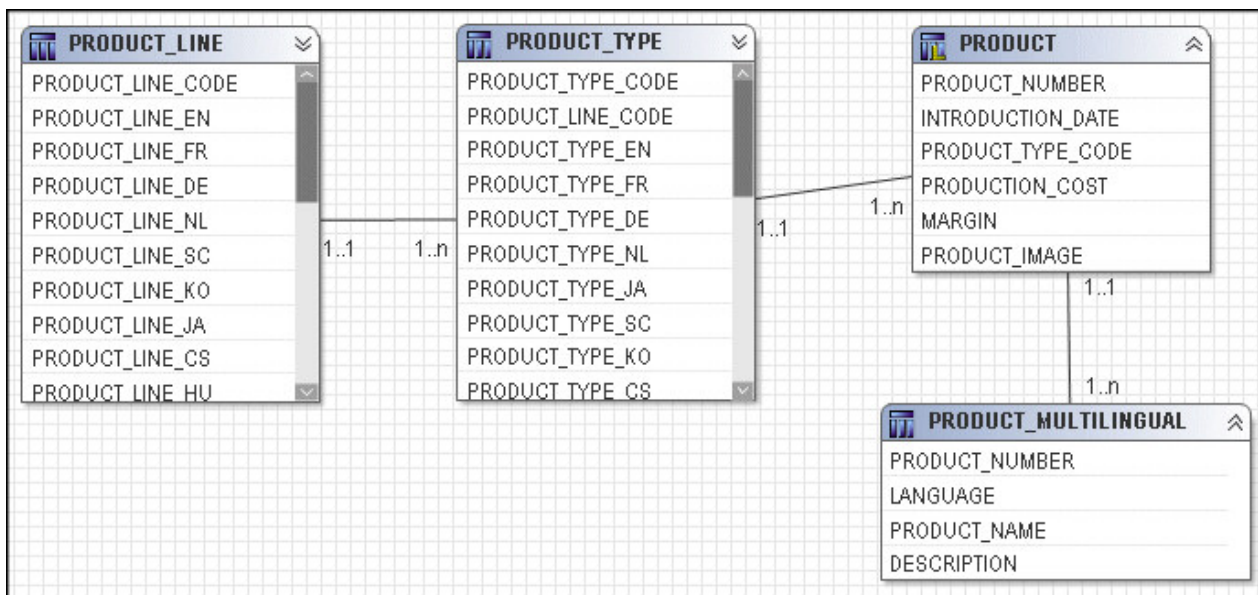 PRODUCT_LINE
PRODUCT_LINE_CODE
PRODUCT_LINE_EN
PRODUCT_LINE_FR
PRODUCT_LINE_DE
PRODUCT_LINE_NL
PRODUCT_LINE_SC
PRODUCT_LINE_KO
PRODUCT_LINE_JA
PRODUCT_LINE_CS
PRODUCT_LINE_HU
1..1
1..n
PRODUCT_TYPE
PRODUCT_TYPE_CODE
PRODUCT_LINE_CODE
PRODUCT_TYPE_EN
PRODUCT_TYPE_FR
PRODUCT_TYPE_DE
PRODUCT_TYPE_NL
PRODUCT_TYPE_JA
PRODUCT_TYPE_SC
PRODUCT_TYPE_KO
PRODUCT_TYPE_CS
1..1
1..n
PRODUCT
PRODUCT_NUMBER
INTRODUCTION_DATE
PRODUCT_TYPE_CODE
PRODUCTION_COST
MARGIN
PRODUCT_IMAGE
1..1
1..n
PRODUCT_MULTILINGUAL
PRODUCT_NUMBER
LANGUAGE
PRODUCT_NAME
DESCRIPTION